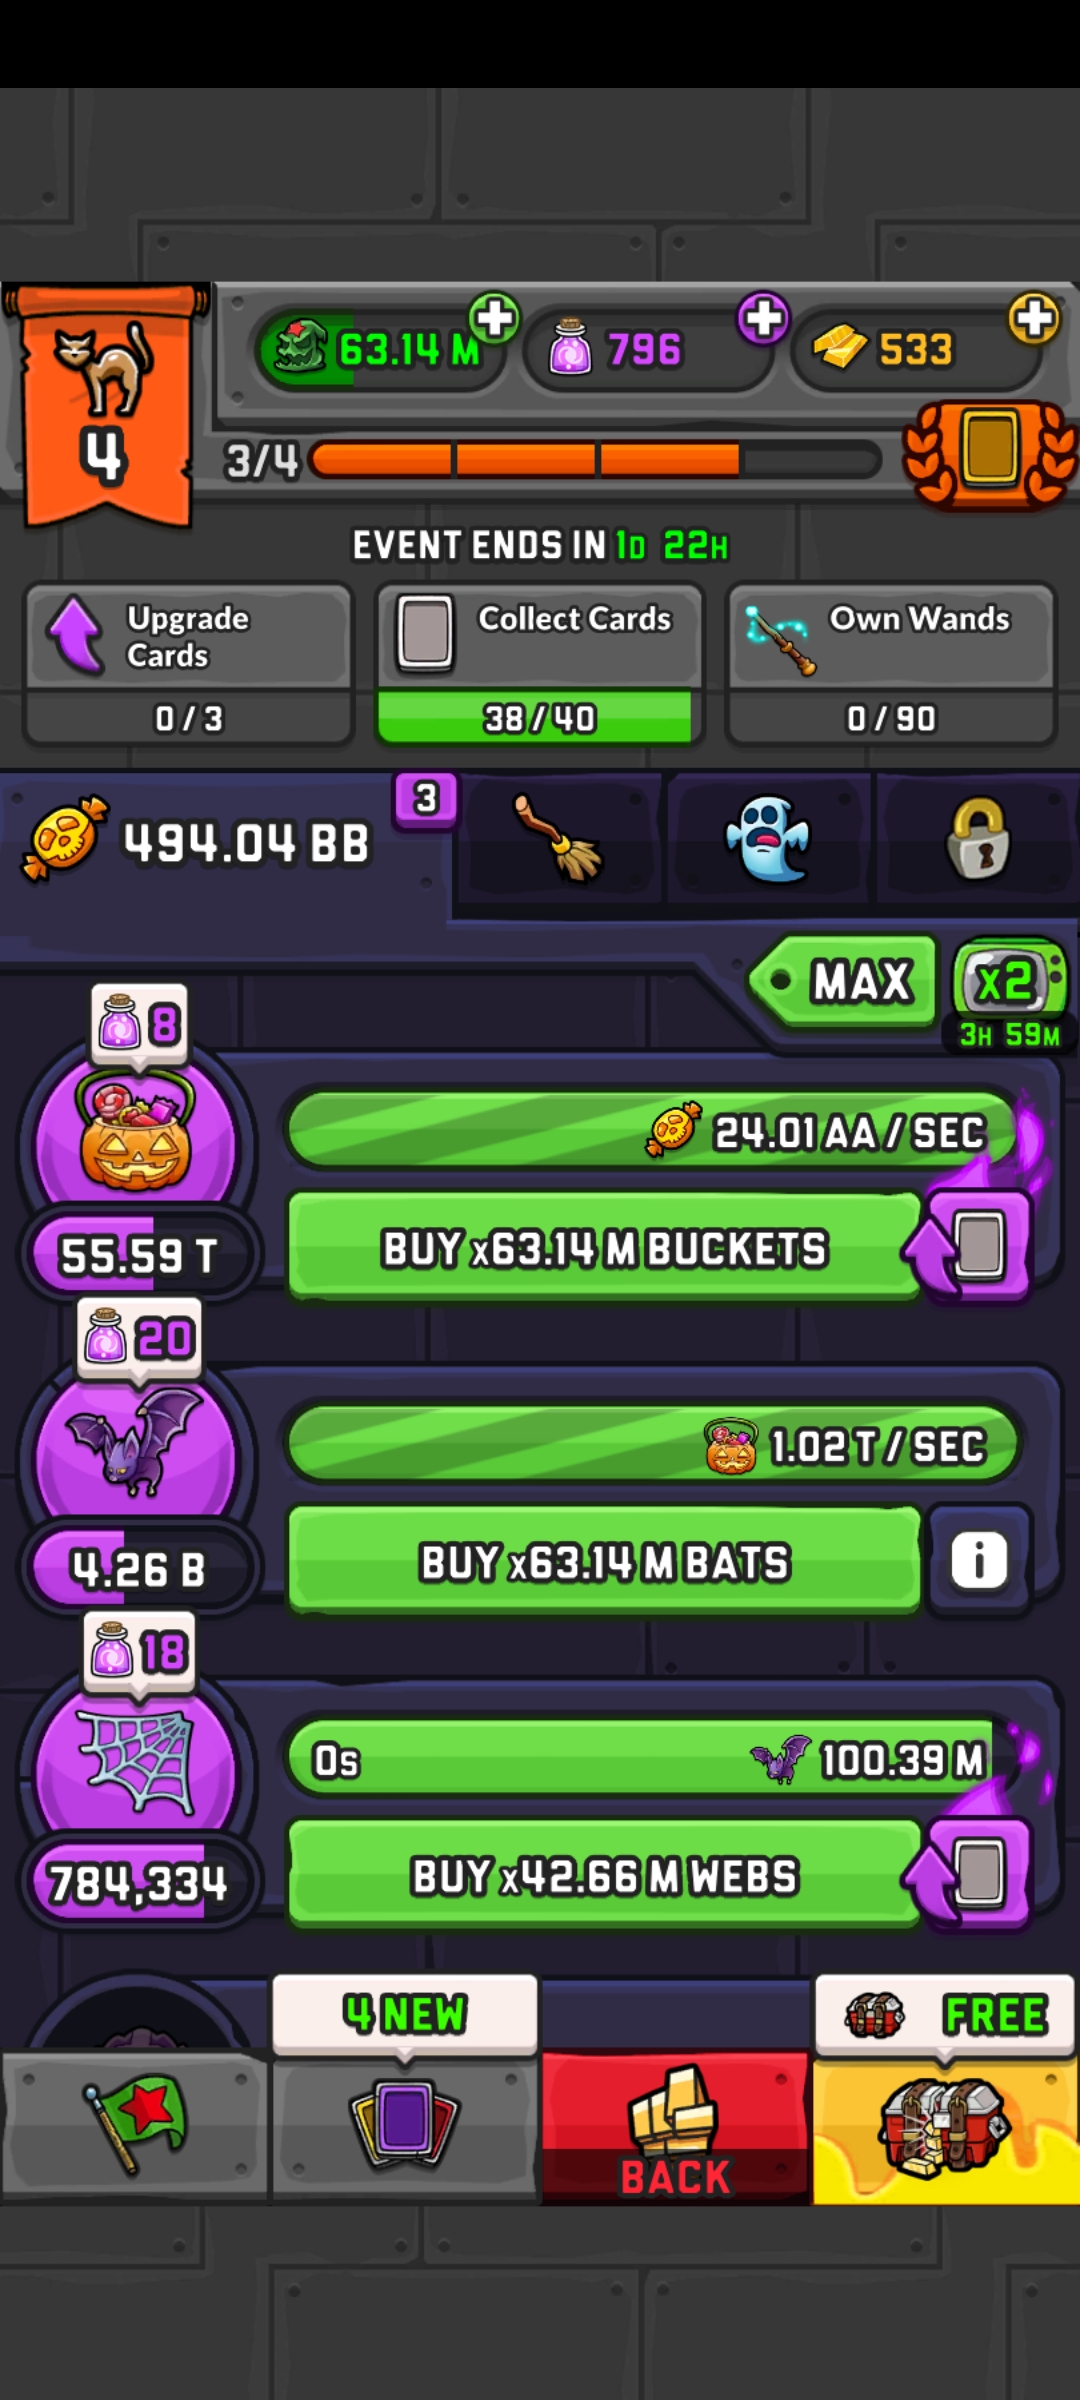 63.14 M
796
533
4
3/4
EVENT ENDS IN 1D 22H
Upgrade
Cards
0 / 3
Collect Cards
38 / 40
Own Wands
0 / 90
494.04 BB
3
MAX
x2
3H 59M
8
24.01 AA / SEC
55.59 T
BUY x63.14 M BUCKETS
20
1.02 T / SEC
4.26 B
BUY x63.14 M BATS
i
18
0s
100.39 M
784,334
BUY x42.66 M WEBS
4 NEW
FREE
BACK